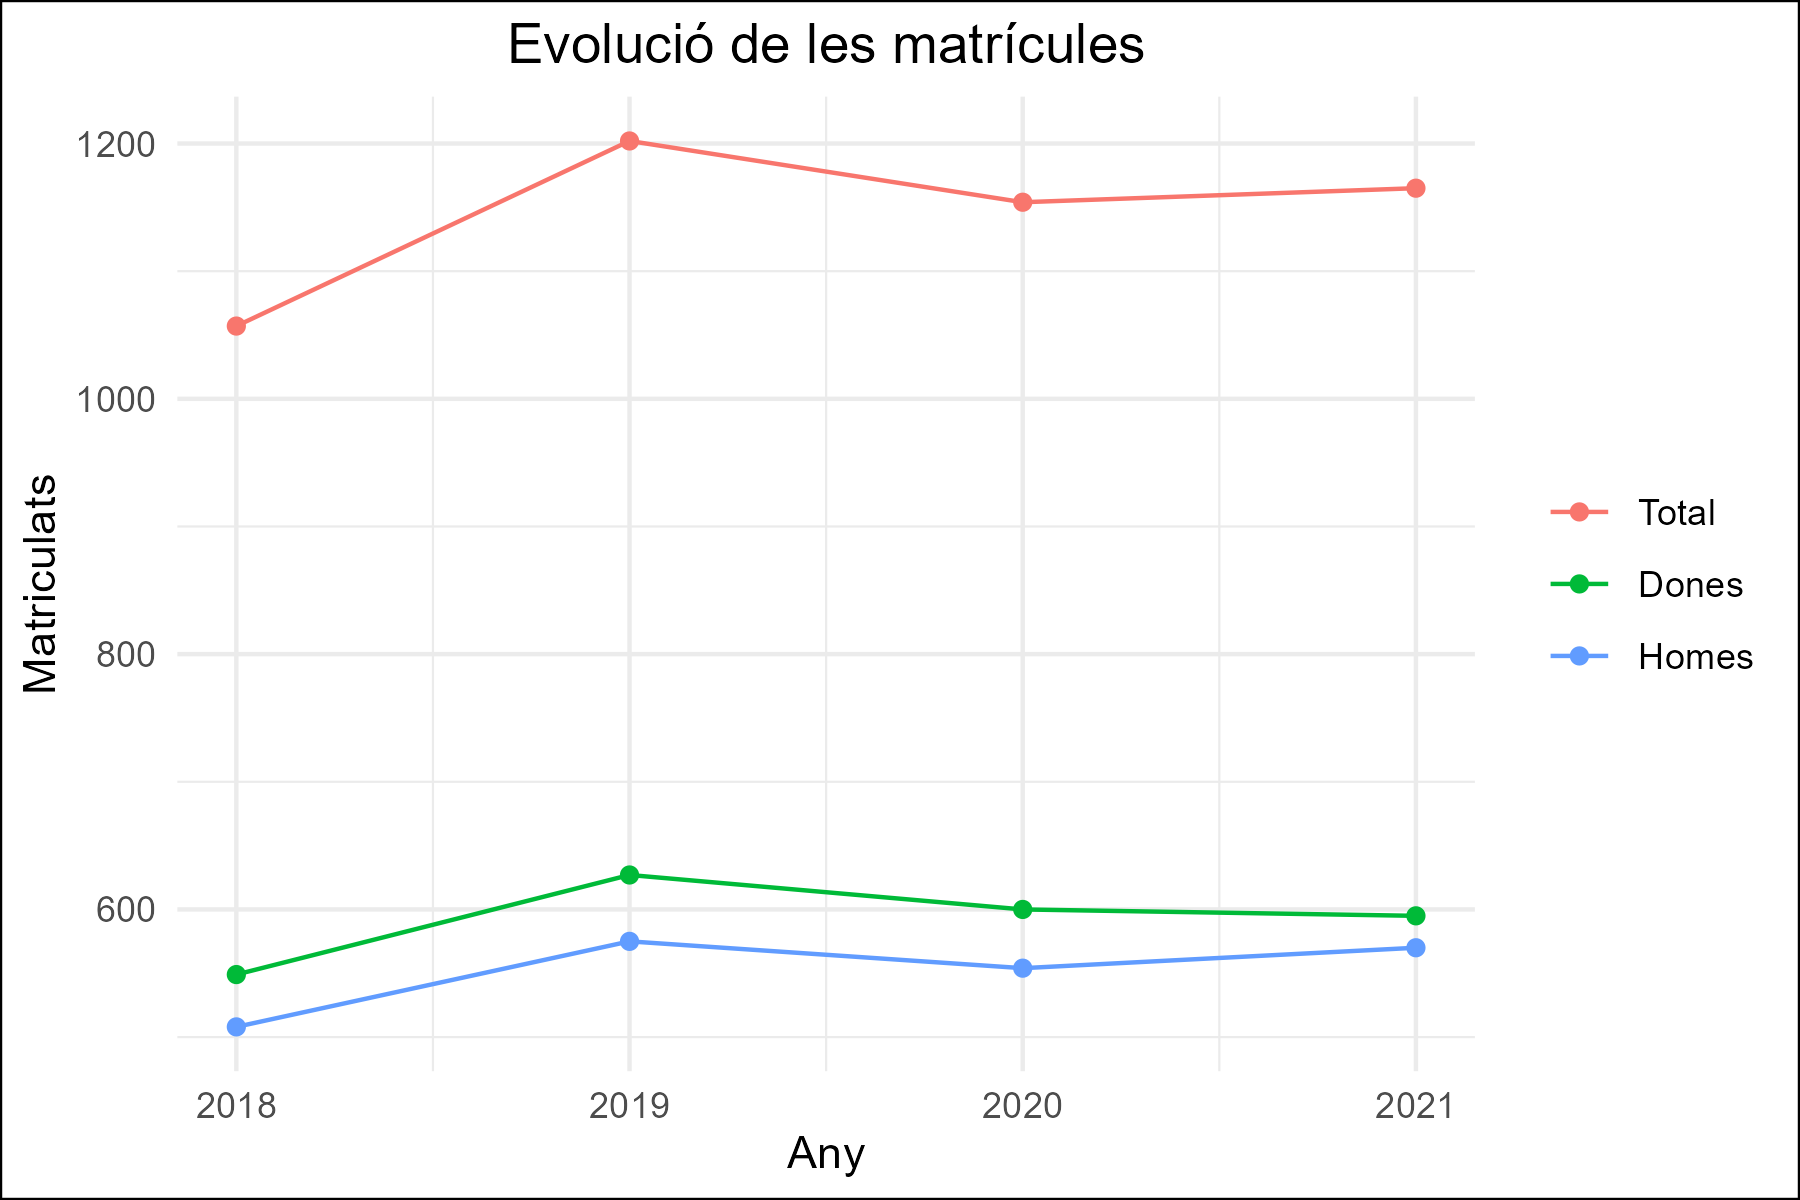 Evolució de les matrícules
1200
1000
800
600
Matriculats
2018 2019 2020 2021
Any
Total
Dones
Homes